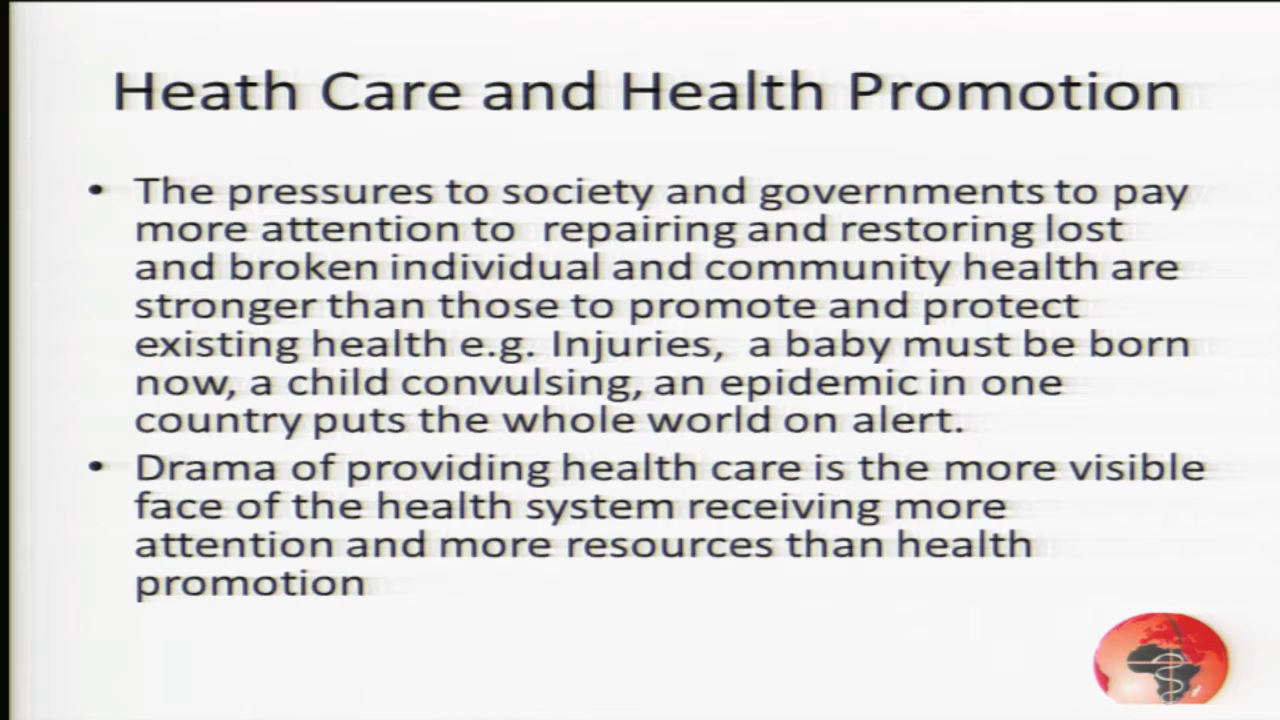 Heath Care and Health Promotion
• The pressures to society and governments to pay
more attention to repairing and restoring lost
and broken individual and community health are
stronger than those to promote and protect
existing health e.g. Injuries, a baby must be born
now, a child convulsing, an epidemic in one
country puts the whole world on alert.
• Drama of providing health care is the more visible
face of the health system receiving more
attention and more resources than health
promotion